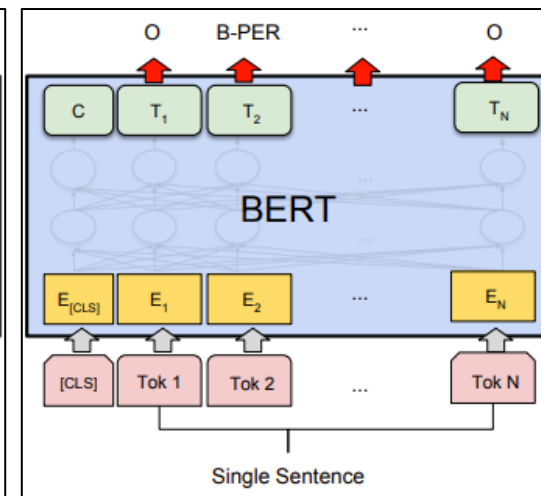 O B-PER ... O
C T1 T2 ... TN
...
BERT
...
E[CLS] E1 E2 ... EN
[CLS] Tok 1 Tok 2 ... Tok N
Single Sentence